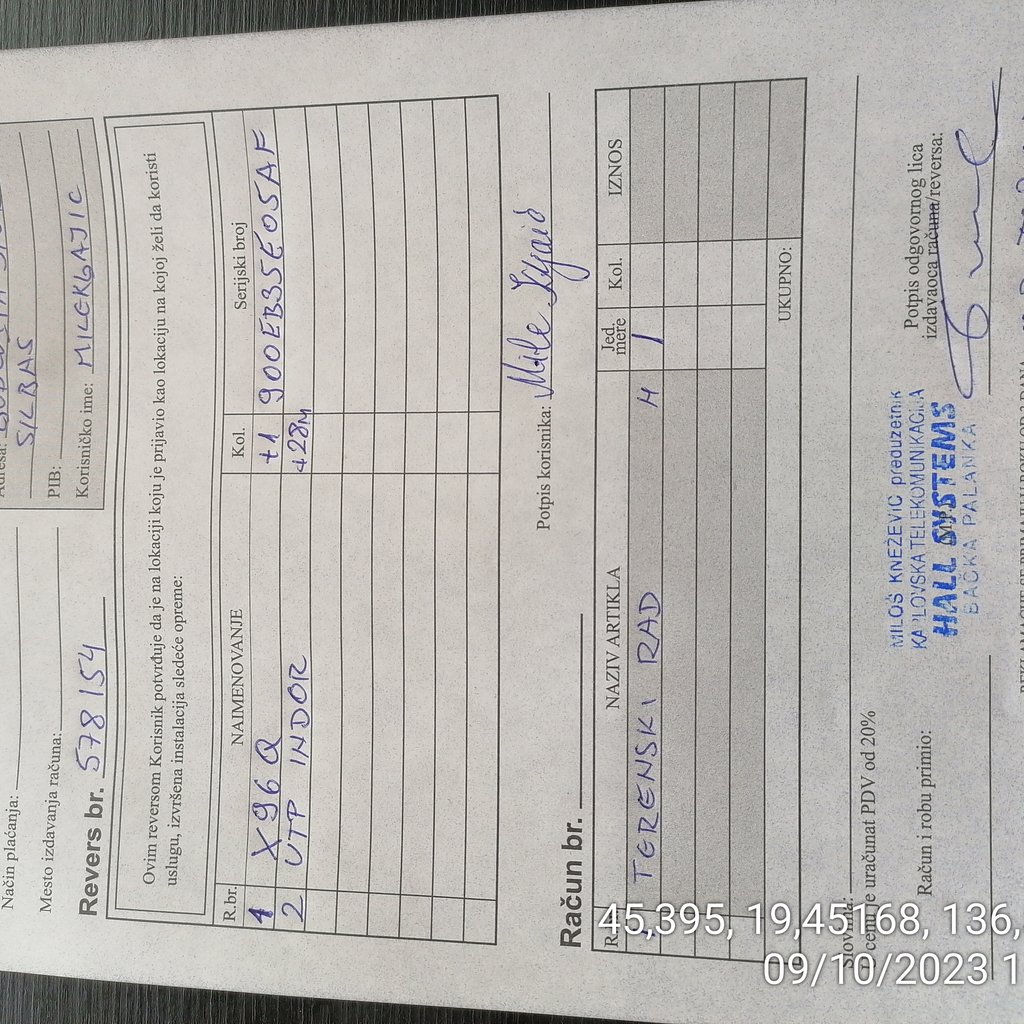 SILBAŠ
PIB:
Korisničko ime: MILEKGAJIC
Način plaćanja:
Mesto izdavanja računa:
Revers br. 578154
Ovim reversom Korisnik potvrđuje da je na lokaciji koju je prijavio kao lokaciju na kojoj želi da koristi
uslugu, izvršena instalacija sledeće opreme:
R.br. NAIMENOVANJE Kol. Serijski broj
1 X96Q +1 900EB35E05AF
2 UTP INDOR +28m
Potpis korisnika: Mile
Račun br.
NAZIV ARTIKLA Jed. mere Kol. IZNOS
TERENSKI RAD H 1
UKUPNO:
Slovima:
U cenu je uračunat PDV od 20%
Račun i robu primio:
Potpis odgovornog lica
izdavaoca računa/reversa:
MILOŠ KNEŽEVIĆ preduzetnik
KABLOVSKA TELEKOMUNIKACIJA
HALL SYSTEMS
BAČKA PALANKA
45,395, 19,45168, 136,
09/10/2023 1